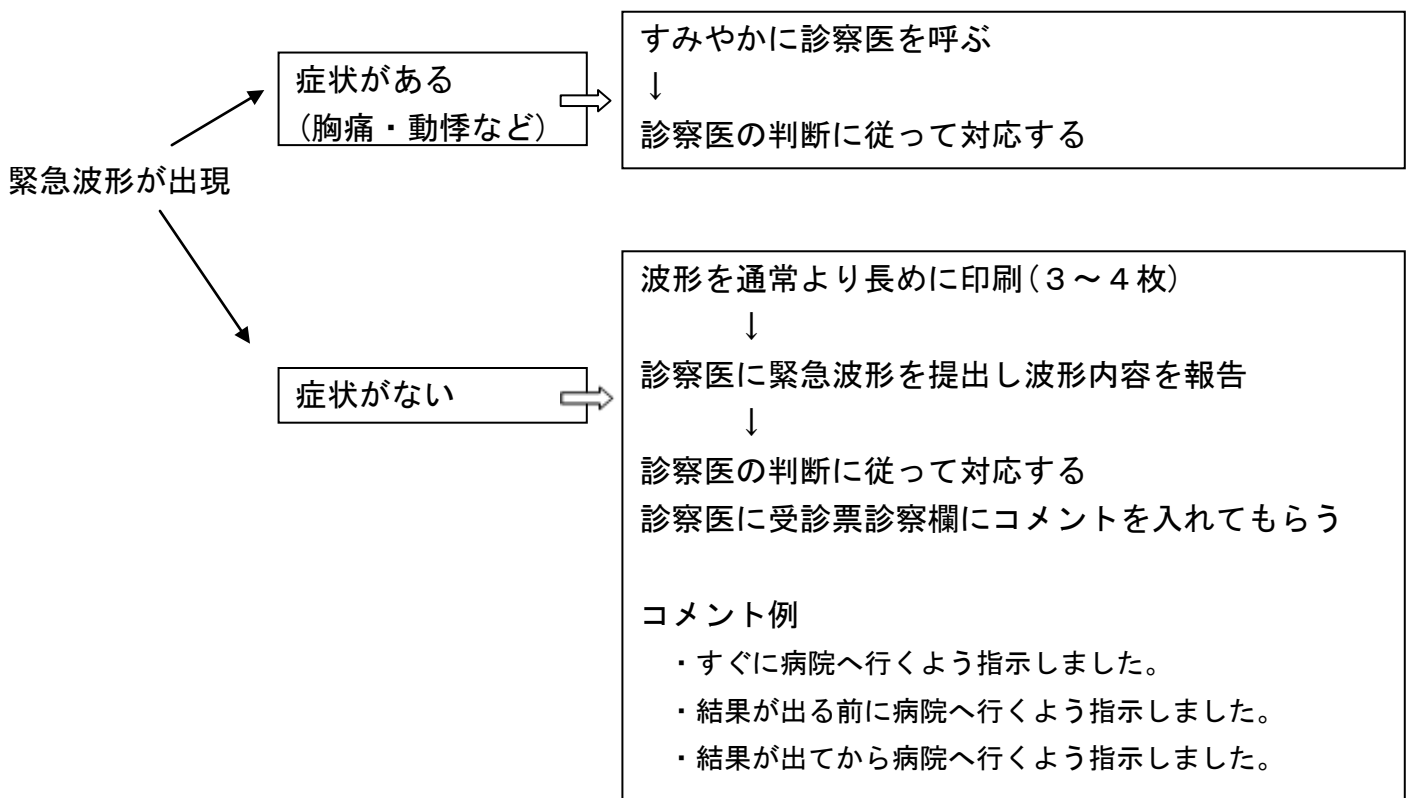 緊急波形が出現
症状がある
(胸痛・動悸など)
すみやかに診察医を呼ぶ
↓
診察医の判断に従って対応する
症状がない
波形を通常より長めに印刷(３～４枚)
↓
診察医に緊急波形を提出し波形内容を報告
↓
診察医の判断に従って対応する
診察医に受診票診察欄にコメントを入れてもらう
コメント例
・すぐに病院へ行くよう指示しました。
・結果が出る前に病院へ行くよう指示しました。
・結果が出てから病院へ行くよう指示しました。